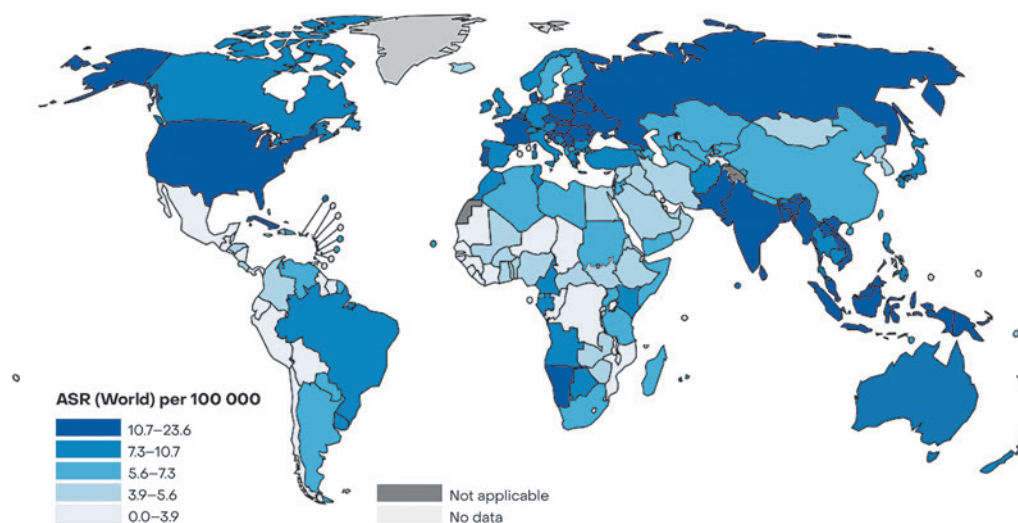 ASR (World) per 100 000
10.7–23.6
7.3–10.7
5.6–7.3
3.9–5.6
0.0–3.9
Not applicable
No data